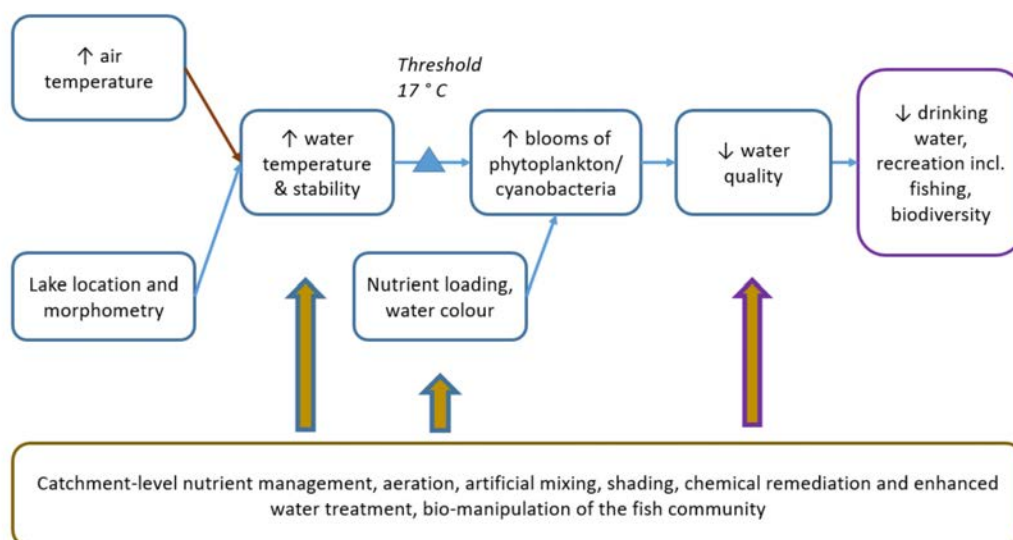 ↑ air
temperature
Threshold
17 ° C
↑ water
temperature
& stability
↑ blooms of
phytoplankton/
cyanobacteria
↓ water
quality
↓ drinking
water,
recreation incl.
fishing,
biodiversity
Lake location and
morphometry
Nutrient loading,
water colour
Catchment-level nutrient management, aeration, artificial mixing, shading, chemical remediation and enhanced
water treatment, bio-manipulation of the fish community